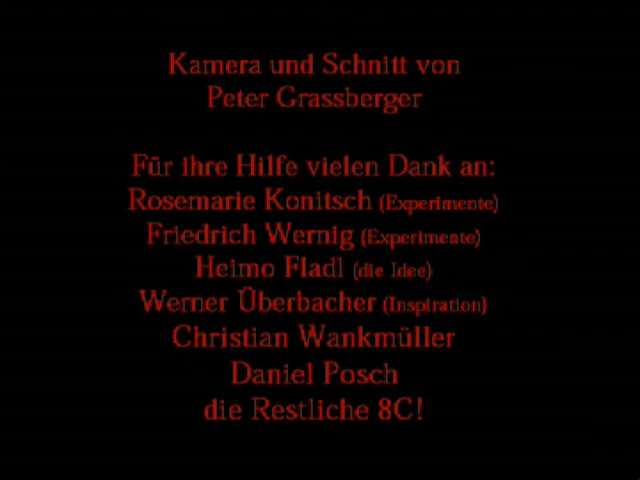 Kamera und Schnitt von
Peter Grassberger
Für ihre Hilfe vielen Dank an:
Rosemarie Konitsch (Experimente)
Friedrich Wernig (Experimente)
Heimo Fladl (die Idee)
Werner Überbacher (Inspiration)
Christian Wankmüller
Daniel Posch
die Restliche 8C!